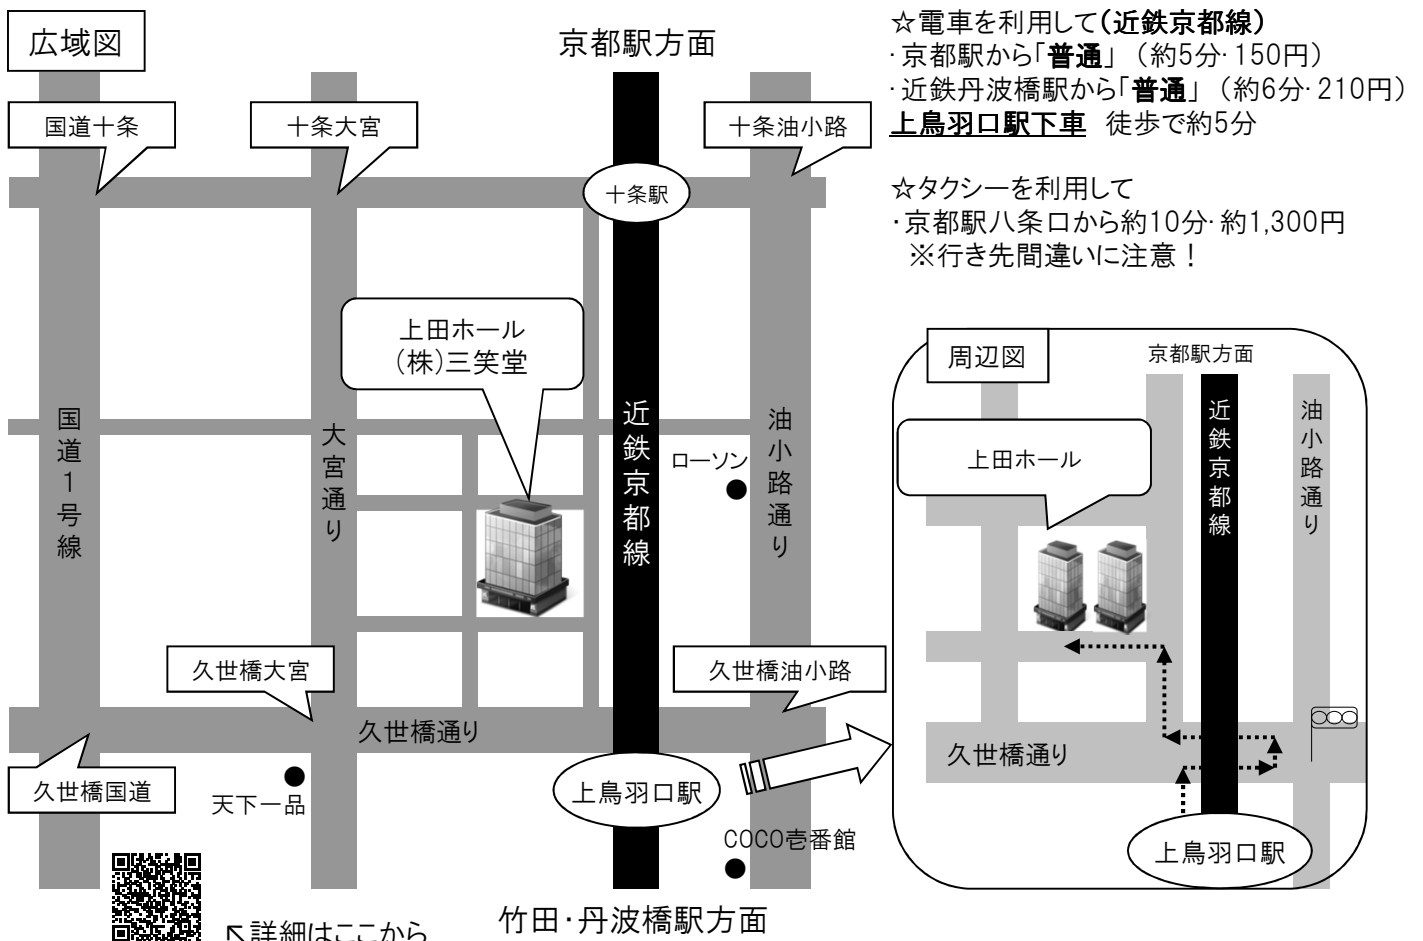 広域図
京都駅方面
国道十条
十条大宮
十条油小路
十条駅
上田ホール
(株)三笑堂
国道1号線
大宮通り
近鉄京都線
ローソン
油小路通り
久世橋大宮
久世橋油小路
久世橋通り
久世橋国道
天下一品
上鳥羽口駅
COCO壱番館
竹田・丹波橋駅方面
↖詳細はここから
☆電車を利用して(近鉄京都線)
・京都駅から「普通」（約5分・150円）
・近鉄丹波橋駅から「普通」（約6分・210円）
上鳥羽口駅下車 徒歩で約5分
☆タクシーを利用して
・京都駅八条口から約10分・約1,300円
※行き先間違いに注意！
周辺図
京都駅方面
上田ホール
近鉄京都線
油小路通り
久世橋通り
上鳥羽口駅